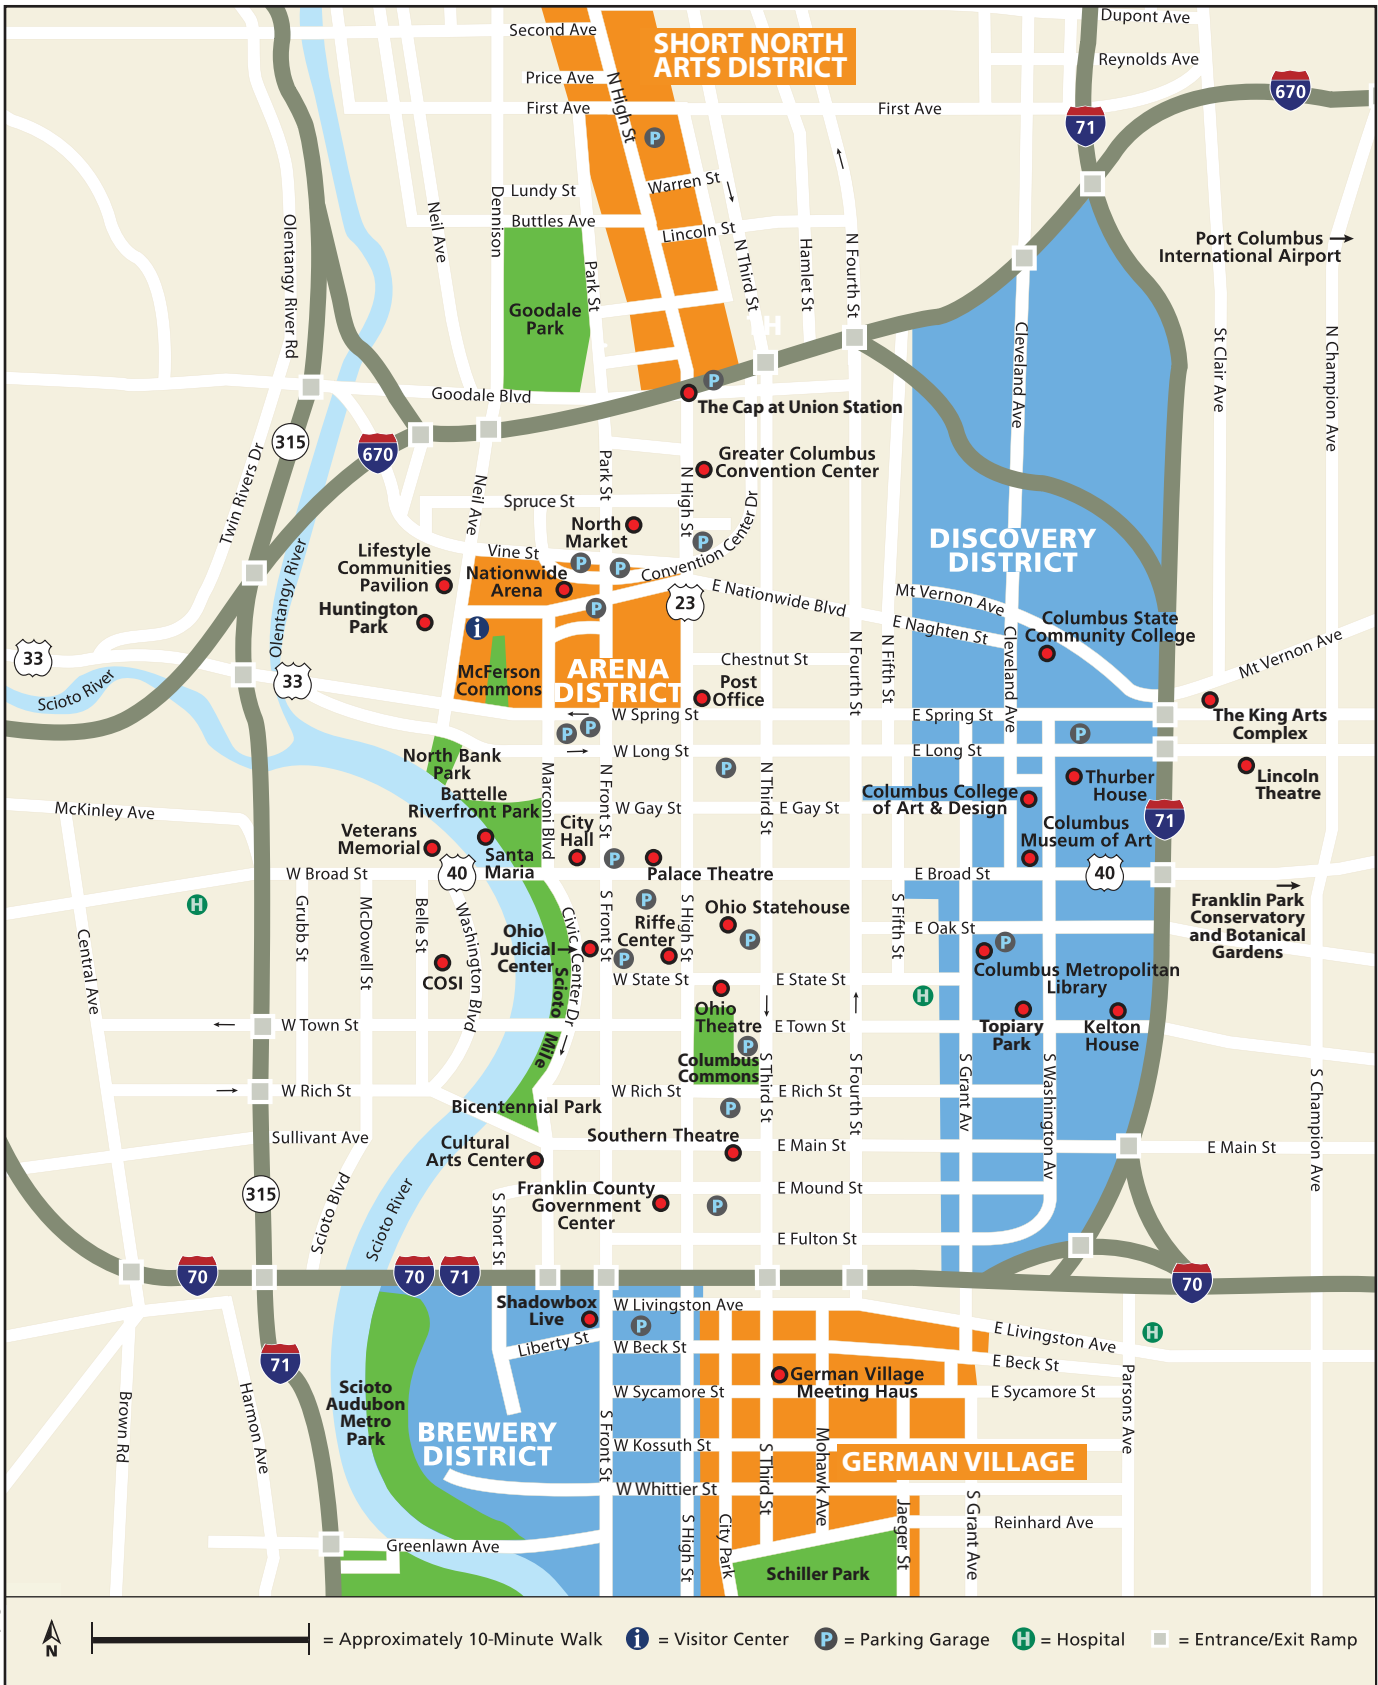 Second Ave
SHORT NORTH
ARTS DISTRICT
Dupont Ave
Reynolds Ave
Price Ave
N High St
First Ave
First Ave
P
670
71
Lundy St
Warren St
Buttles Ave
Lincoln St
Dennison
Neil Ave
Olentangy River Rd
Park St
N Third St
Hamlet St
N Fourth St
Port Columbus
International Airport
Goodale
Park
H
Cleveland Ave
St Clair Ave
N Champion Ave
Goodale Blvd
P
The Cap at Union Station
315
670
Twin Rivers Dr
Greater Columbus
Convention Center
Park St
N High St
Neil Ave
Spruce St
Convention Center Dr
North
Market
P
DISCOVERY
DISTRICT
Olentangy River
Lifestyle
Communities
Pavilion
Vine St
P
P
Nationwide
Arena
P
Huntington
Park
i
23
E Nationwide Blvd
Mt Vernon Ave
E Naghten St
Columbus State
Community College
Mt Vernon Ave
33
33
Scioto River
McFerson
Commons
ARENA
DISTRICT
Chestnut St
N Fourth St
N Fifth St
Cleveland Ave
Post
Office
W Spring St
E Spring St
The King Arts
Complex
P
P
P
W Long St
E Long St
North Bank
Park
P
Marconi Blvd
N Front St
N Third St
Thurber
House
Lincoln
Theatre
Battelle
Riverfront Park
McKinley Ave
W Gay St
E Gay St
Columbus College
of Art & Design
71
Veterans
Memorial
City
Hall
Columbus
Museum of Art
Santa
Maria
P
Palace Theatre
W Broad St
40
E Broad St
40
H
Franklin Park
Conservatory
and Botanical
Gardens
Central Ave
Grubb St
McDowell St
Belle St
Washington Blvd
Civic Center Dr
S Front St
P
S High St
Ohio Statehouse
S Fifth St
E Oak St
Riffe
Center
P
P
Ohio
Judicial
Center
P
COSI
Columbus Metropolitan
Library
W State St
E State St
H
Scioto Mile
Ohio
Theatre
Topiary
Park
Kelton
House
W Town St
E Town St
P
Columbus
Commons
S Third St
S Fourth St
S Grant Av
S Washington Av
S Champion Ave
W Rich St
W Rich St
E Rich St
Bicentennial Park
P
Sullivant Ave
Cultural
Arts Center
Southern Theatre
E Main St
E Main St
315
Scioto Blvd
Scioto River
S Short St
Franklin County
Government
Center
P
E Mound St
E Fulton St
70
70
71
70
Shadowbox
Live
W Livingston Ave
P
E Livingston Ave
H
Liberty St
W Beck St
E Beck St
71
German Village
Meeting Haus
W Sycamore St
E Sycamore St
Scioto
Audubon
Metro
Park
Brown Rd
Harmon Ave
Parsons Ave
BREWERY
DISTRICT
S Front St
W Kossuth St
S Third St
Mohawk Ave
GERMAN VILLAGE
W Whittier St
S High St
City Park
Jaeger St
S Grant Ave
Reinhard Ave
Greenlawn Ave
Schiller Park
N
= Approximately 10-Minute Walk
i = Visitor Center
P = Parking Garage
H = Hospital
= Entrance/Exit Ramp